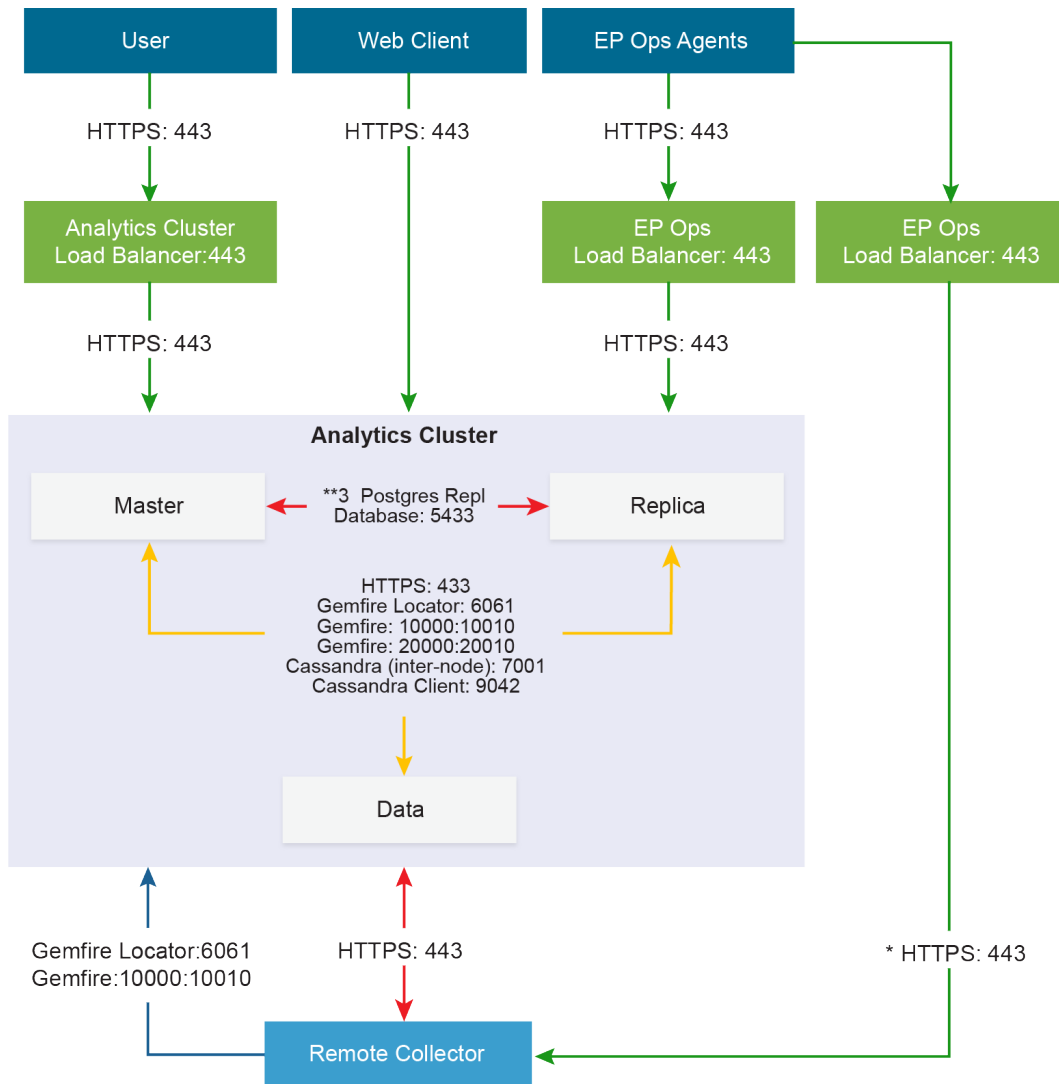 User
Web Client
EP Ops Agents
HTTPS: 443
HTTPS: 443
HTTPS: 443
Analytics Cluster
Load Balancer:443
EP Ops
Load Balancer: 443
EP Ops
Load Balancer: 443
HTTPS: 443
HTTPS: 443
Analytics Cluster
Master
**3 Postgres Repl
Database: 5433
Replica
HTTPS: 433
Gemfire Locator: 6061
Gemfire: 10000:10010
Gemfire: 20000:20010
Cassandra (inter-node): 7001
Cassandra Client: 9042
Data
Gemfire Locator:6061
Gemfire:10000:10010
HTTPS: 443
* HTTPS: 443
Remote Collector